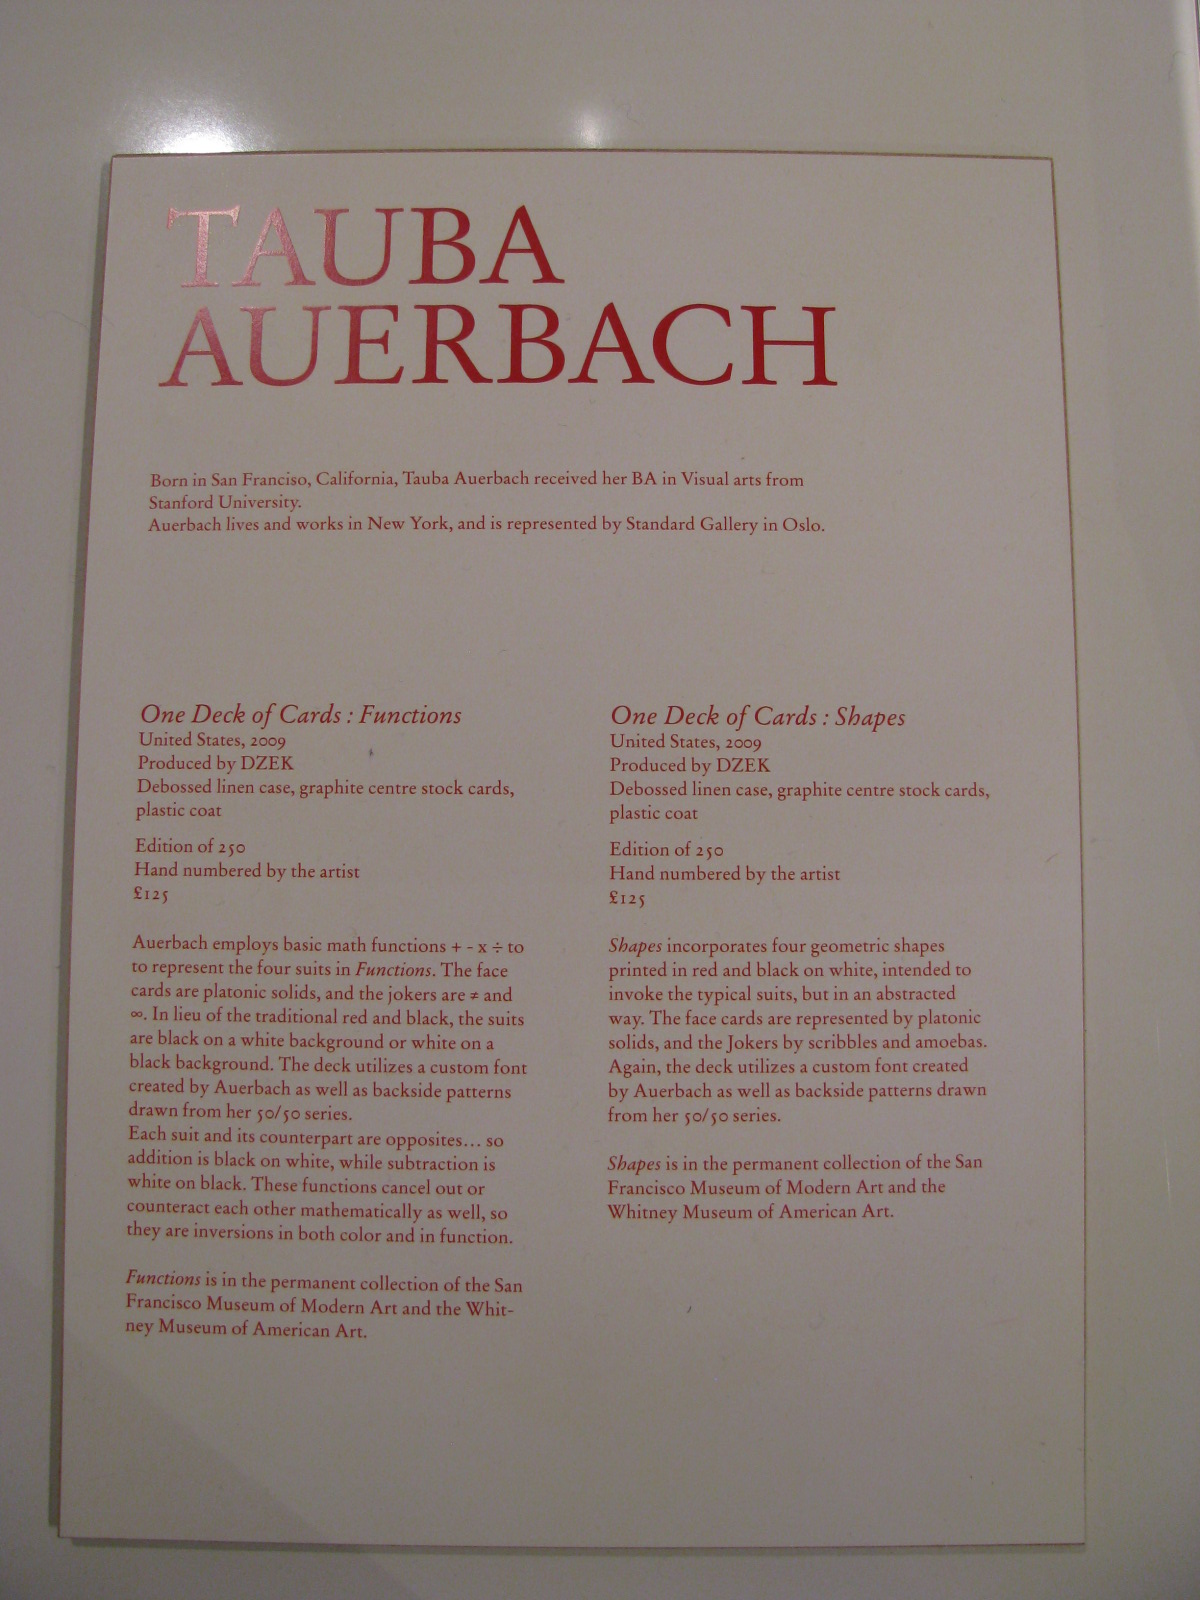 TAUBA
AUERBACH
Born in San Franciso, California, Tauba Auerbach received her BA in Visual arts from
Stanford University.
Auerbach lives and works in New York, and is represented by Standard Gallery in Oslo.
One Deck of Cards : Functions
United States, 2009
Produced by DZEK
Debossed linen case, graphite centre stock cards,
plastic coat
Edition of 250
Hand numbered by the artist
£125
Auerbach employs basic math functions + - x ÷ to
to represent the four suits in Functions. The face
cards are platonic solids, and the jokers are ≠ and
∞. In lieu of the traditional red and black, the suits
are black on a white background or white on a
black background. The deck utilizes a custom font
created by Auerbach as well as backside patterns
drawn from her 50/50 series.
Each suit and its counterpart are opposites... so
addition is black on white, while subtraction is
white on black. These functions cancel out or
counteract each other mathematically as well, so
they are inversions in both color and in function.
Functions is in the permanent collection of the San
Francisco Museum of Modern Art and the Whit-
ney Museum of American Art.
One Deck of Cards : Shapes
United States, 2009
Produced by DZEK
Debossed linen case, graphite centre stock cards,
plastic coat
Edition of 250
Hand numbered by the artist
£125
Shapes incorporates four geometric shapes
printed in red and black on white, intended to
invoke the typical suits, but in an abstracted
way. The face cards are represented by platonic
solids, and the Jokers by scribbles and amoebas.
Again, the deck utilizes a custom font created
by Auerbach as well as backside patterns drawn
from her 50/50 series.
Shapes is in the permanent collection of the San
Francisco Museum of Modern Art and the
Whitney Museum of American Art.